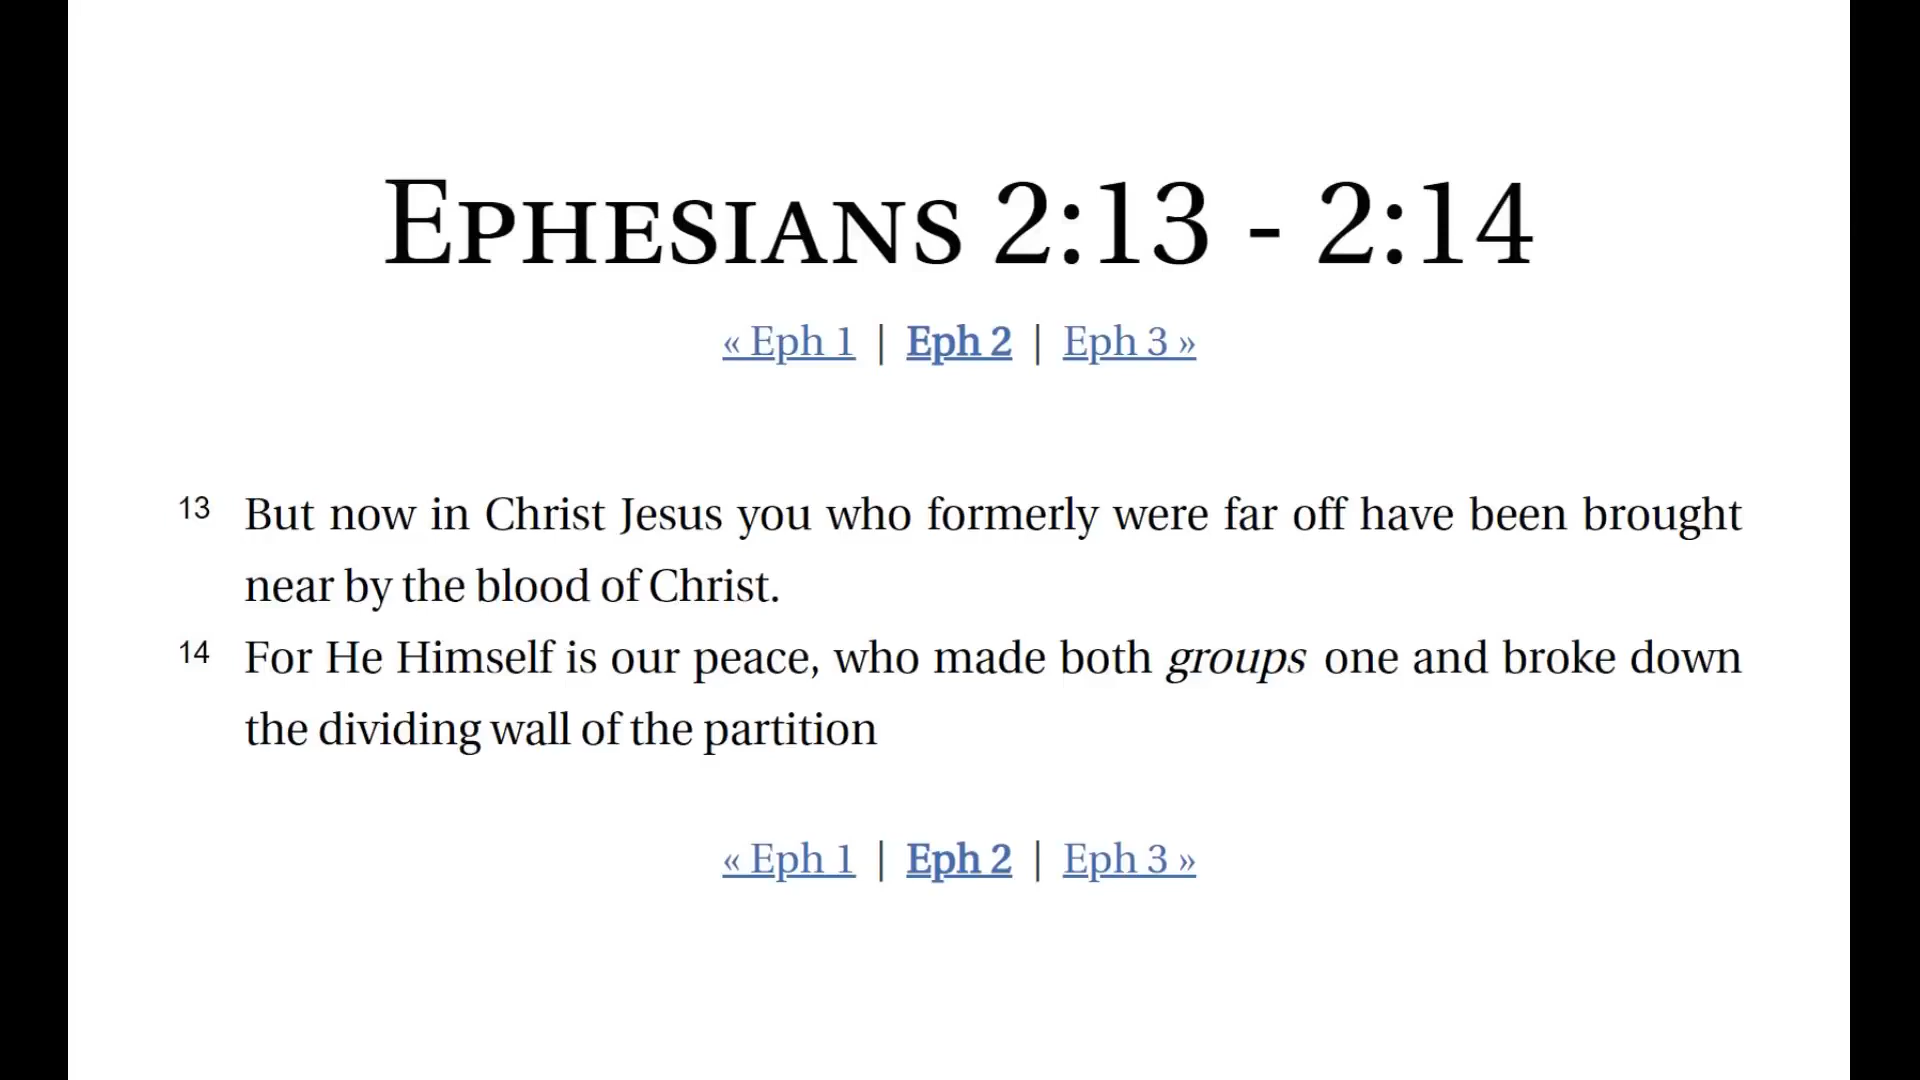 EPHESIANS 2:13 - 2:14
« Eph 1 | Eph 2 | Eph 3 »
13 But now in Christ Jesus you who formerly were far off have been brought
near by the blood of Christ.
14 For He Himself is our peace, who made both groups one and broke down
the dividing wall of the partition
« Eph 1 | Eph 2 | Eph 3 »